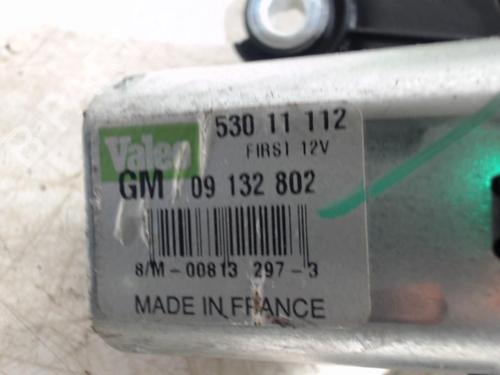 Valeo
530 11 112
FIRST 12V
GM 09 132 802
8/M-00813 297-3
MADE IN FRANCE